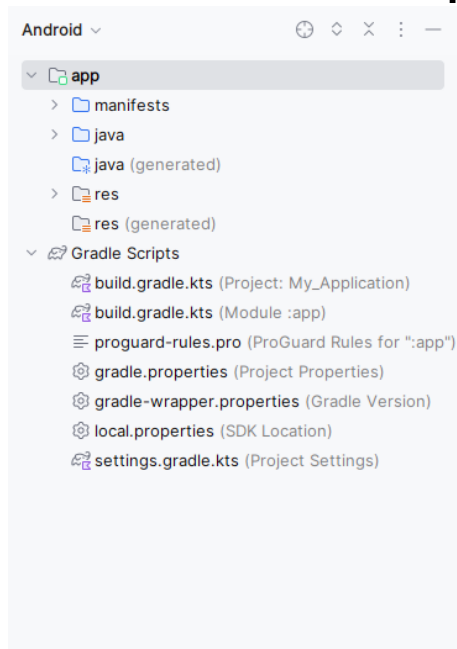 Android
app
manifests
java
java (generated)
res
res (generated)
Gradle Scripts
build.gradle.kts (Project: My_Application)
build.gradle.kts (Module :app)
proguard-rules.pro (ProGuard Rules for ":app")
gradle.properties (Project Properties)
gradle-wrapper.properties (Gradle Version)
local.properties (SDK Location)
settings.gradle.kts (Project Settings)